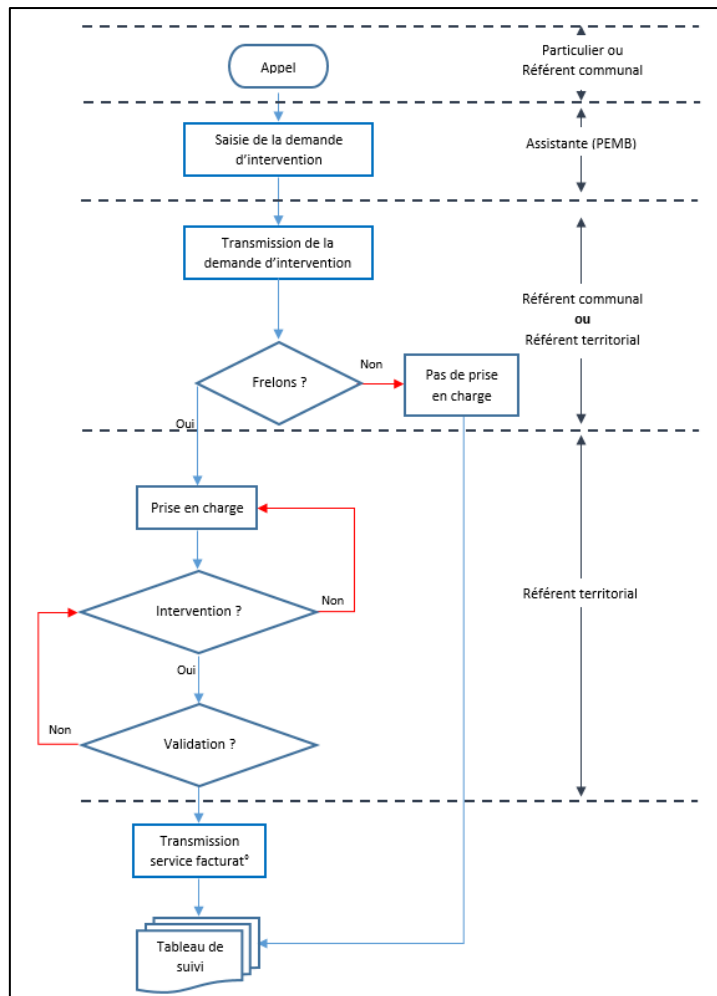 Appel
Particulier ou
Référent communal
Saisie de la demande
d'intervention
Assistante (PEMB)
Transmission de la
demande d'intervention
Référent communal
ou
Référent territorial
Frelons ?
Non
Pas de prise
en charge
Oui
Prise en charge
Intervention ?
Non
Référent territorial
Oui
Non
Validation ?
Transmission
service facturat°
Tableau de
suivi